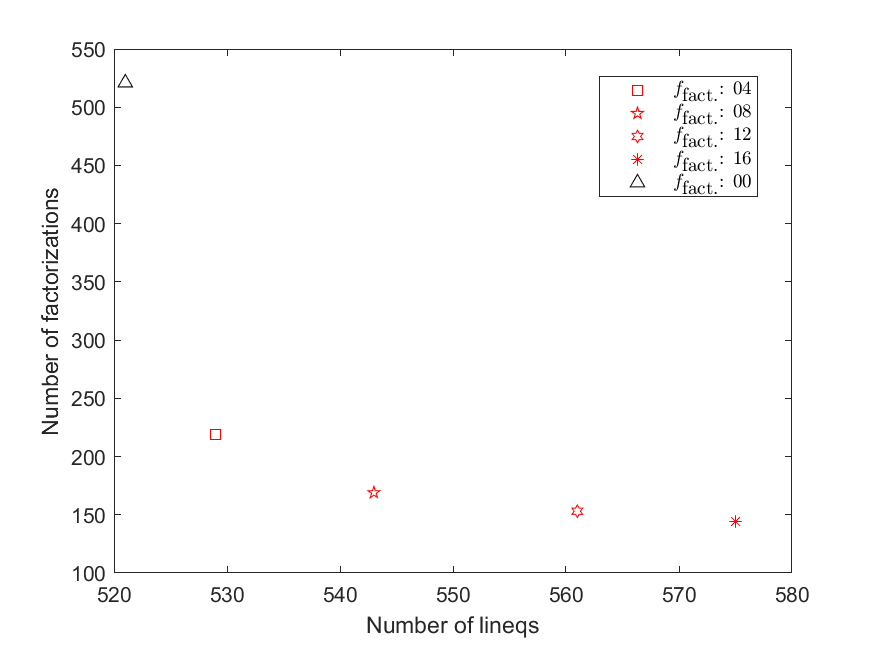 550
500
450
400
350
300
250
200
150
100
520 530 540 550 560 570 580
Number of factorizations
Number of lineqs
f_fact.: 04
f_fact.: 08
f_fact.: 12
f_fact.: 16
f_fact.: 00